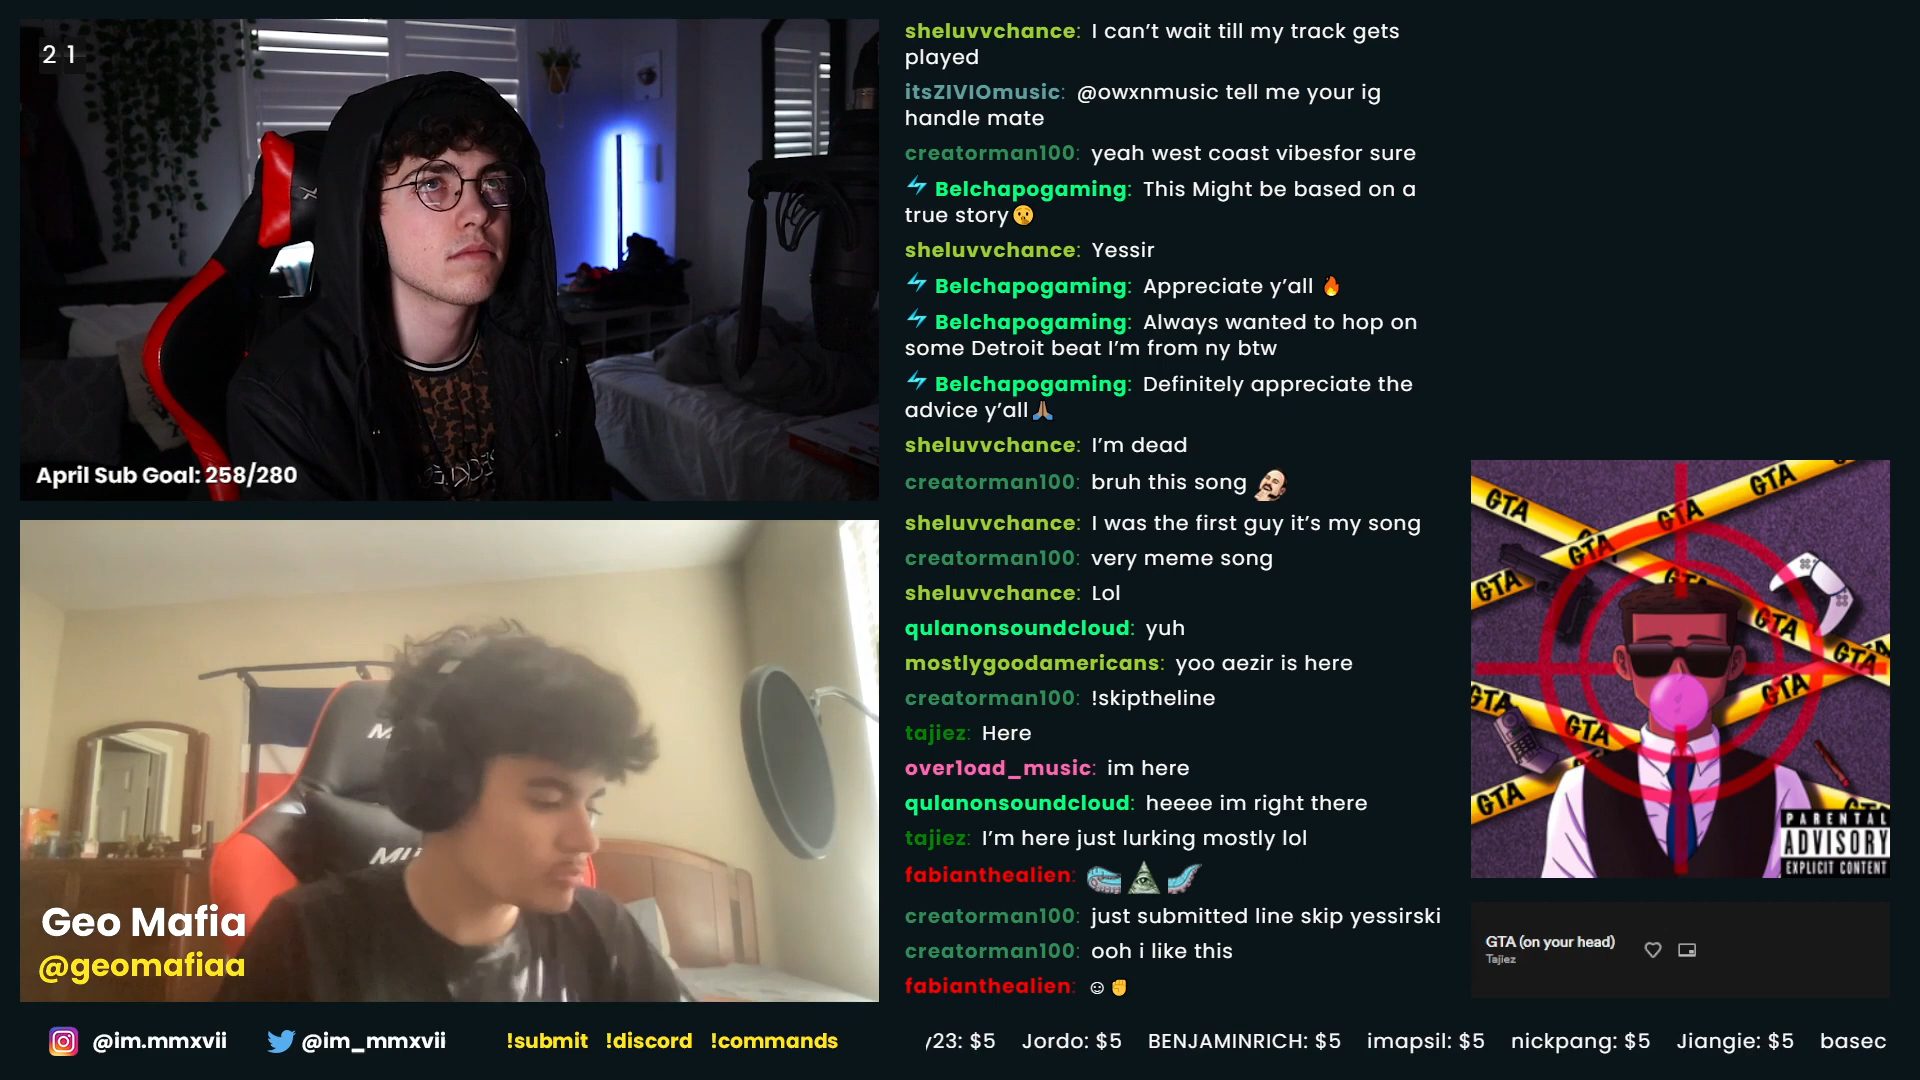 2 1
April Sub Goal: 258/280
Geo Mafia
@geomafiaa
sheluvvchance: I can't wait till my track gets
played
itsZIVIOmusic: @owxnmusic tell me your ig
handle mate
creatorman100: yeah west coast vibesfor sure
Belchapogaming: This Might be based on a
true story🤫
sheluvvchance: Yessir
Belchapogaming: Appreciate y'all 🔥
Belchapogaming: Always wanted to hop on
some Detroit beat I'm from ny btw
Belchapogaming: Definitely appreciate the
advice y'all🙏🏽
sheluvvchance: I'm dead
creatorman100: bruh this song
sheluvvchance: I was the first guy it's my song
creatorman100: very meme song
sheluvvchance: Lol
qulanonsoundcloud: yuh
mostlygoodamericans: yoo aezir is here
creatorman100: !skiptheline
tajiez: Here
over1oad_music: im here
qulanonsoundcloud: heeee im right there
tajiez: I'm here just lurking mostly lol
fabianthealien:
creatorman100: just submitted line skip yessirski
creatorman100: ooh i like this
fabianthealien: ☺✊
GTA
GTA
GTA
GTA
GTA
GTA
GTA
GTA
GTA
GTA
GTA
GTA
GTA
PARENTAL
ADVISORY
EXPLICIT CONTENT
GTA (on your head)
Tajiez
@im.mmxvii @im_mmxvii !submit !discord !commands
y23: $5 Jordo: $5 BENJAMINRICH: $5 imapsil: $5 nickpang: $5 Jiangie: $5 basec